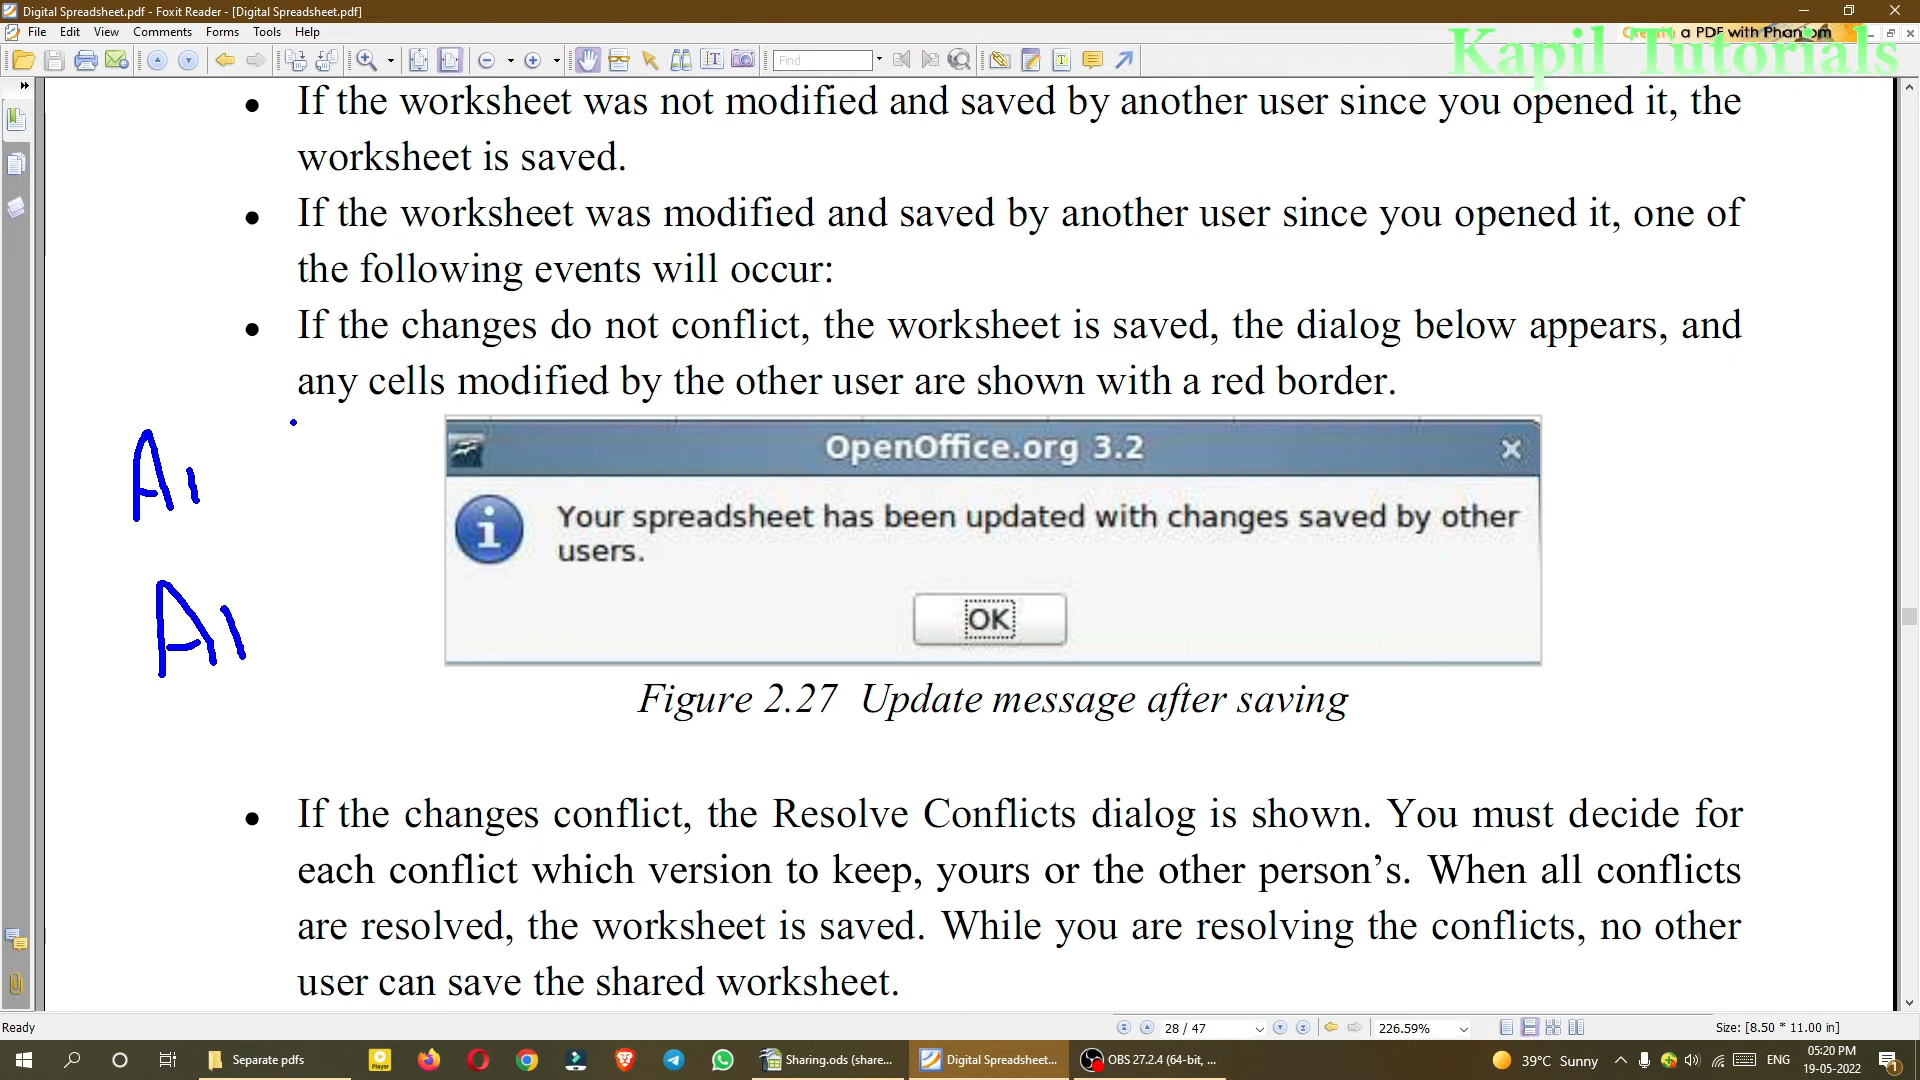 Digital Spreadsheet.pdf - Foxit Reader - [Digital Spreadsheet.pdf]
File Edit View Comments Forms Tools Help
a PDF with Phantom
Kapil Tutorials
Find
• If the worksheet was not modified and saved by another user since you opened it, the
worksheet is saved.
• If the worksheet was modified and saved by another user since you opened it, one of
the following events will occur:
• If the changes do not conflict, the worksheet is saved, the dialog below appears, and
any cells modified by the other user are shown with a red border.
A1
OpenOffice.org 3.2
Your spreadsheet has been updated with changes saved by other
users.
A1
OK
Figure 2.27 Update message after saving
• If the changes conflict, the Resolve Conflicts dialog is shown. You must decide for
each conflict which version to keep, yours or the other person’s. When all conflicts
are resolved, the worksheet is saved. While you are resolving the conflicts, no other
user can save the shared worksheet.
Ready
28 / 47
226.59%
Size: [8.50 * 11.00 in]
Separate pdfs
Player
Sharing.ods (share...
Digital Spreadsheet...
OBS 27.2.4 (64-bit, ...
39°C Sunny
ENG
05:20 PM
19-05-2022
1